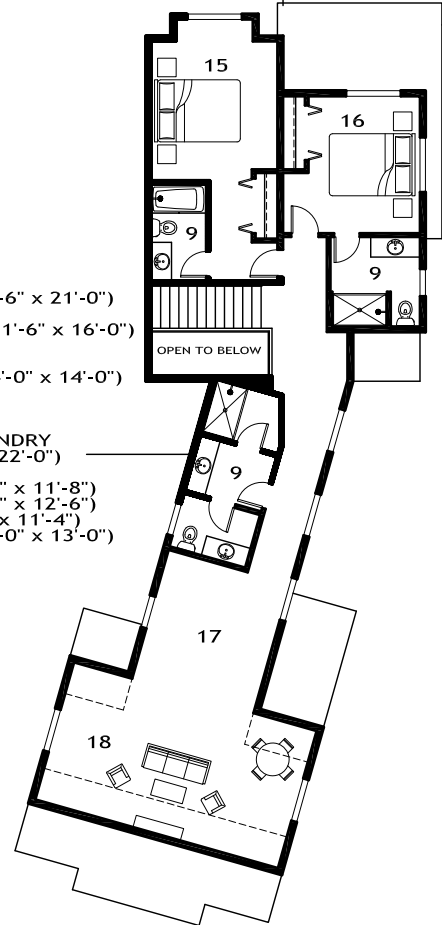 15
16
9
9
-6" x 21'-0")
1'-6" x 16'-0")
OPEN TO BELOW
-0" x 14'-0")
NDRY
22'-0")
9
" x 11'-8")
" x 12'-6")
x 11'-4")
-0" x 13'-0")
17
18